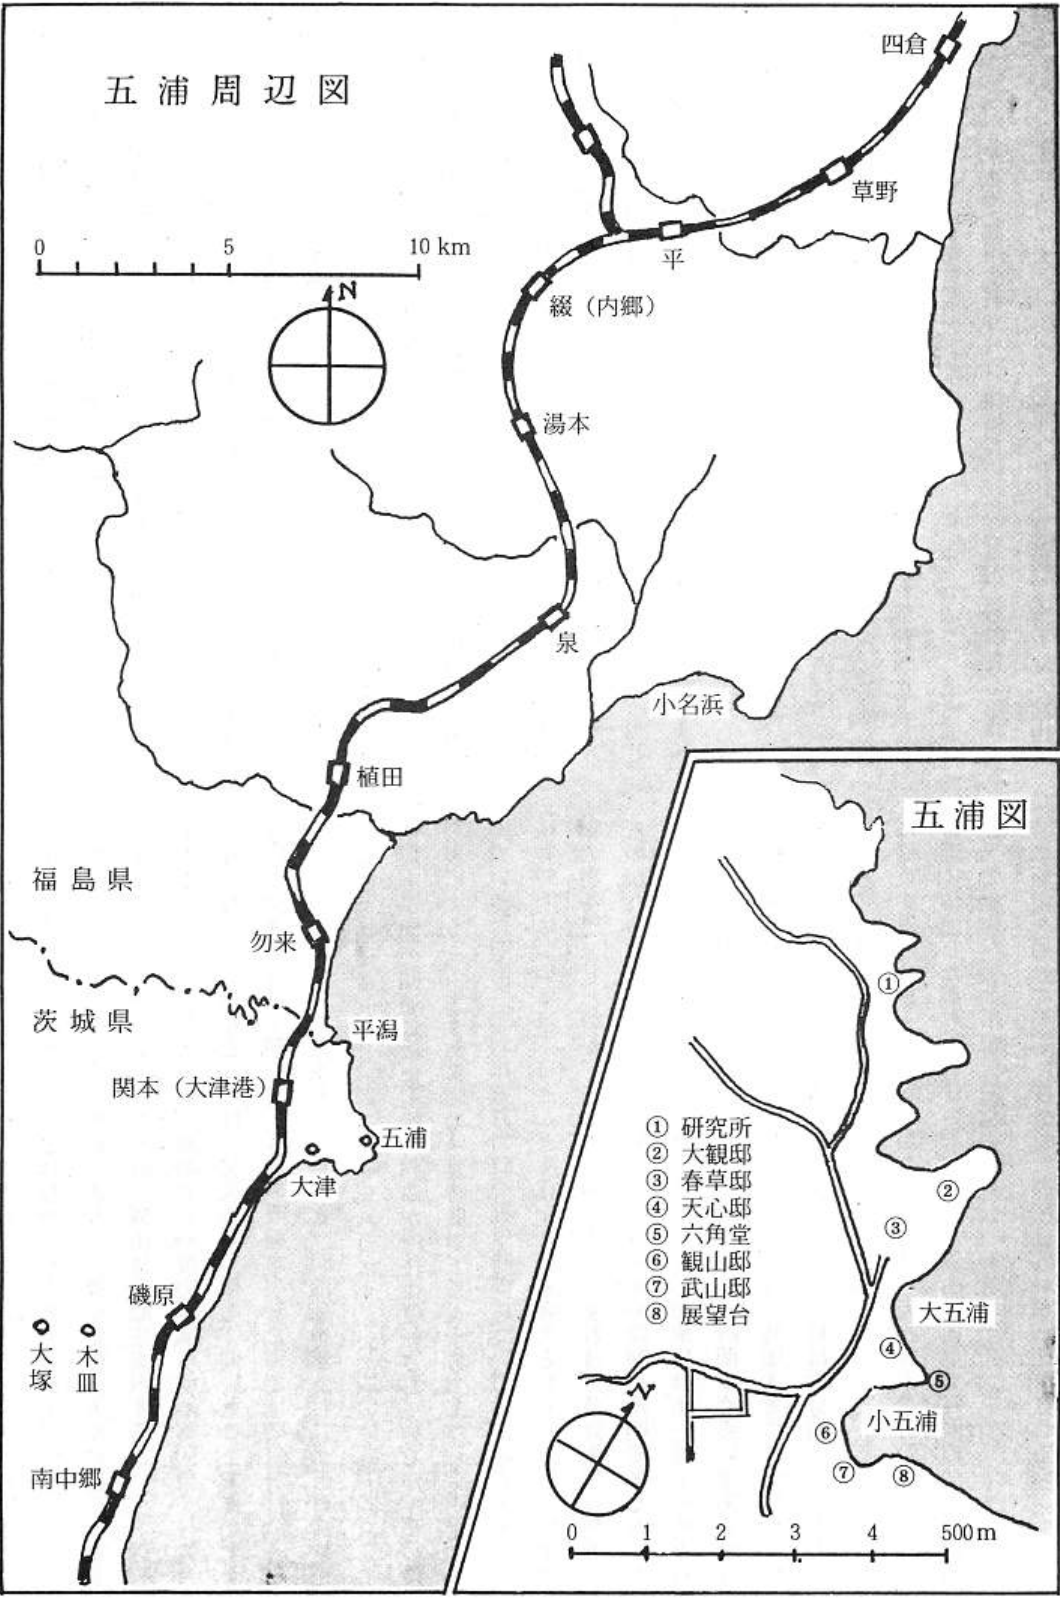 五浦周辺図
四倉
草野
平
綴（内郷）
0 5 10 km
N
湯本
泉
小名浜
植田
福島県
勿来
茨城県
平潟
関本（大津港）
五浦
大津
磯原
大塚
木皿
南中郷
五浦図
①
① 研究所
② 大観邸
③ 春草邸
④ 天心邸
⑤ 六角堂
⑥ 観山邸
⑦ 武山邸
⑧ 展望台
②
③
大五浦
④
⑤
小五浦
⑥
⑦
⑧
N
0 1 2 3 4 500m